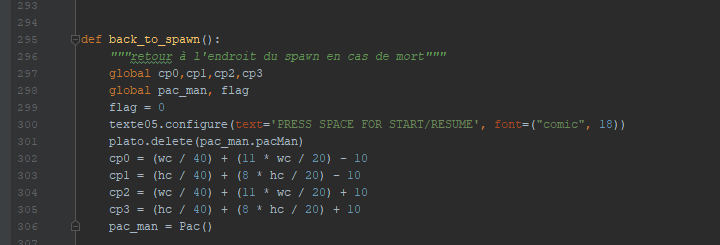 293
294
295 def back_to_spawn():
296 """retour à l'endroit du spawn en cas de mort"""
297 global cp0,cp1,cp2,cp3
298 global pac_man, flag
299 flag = 0
300 texte05.configure(text='PRESS SPACE FOR START/RESUME', font=("comic", 18))
301 plato.delete(pac_man.pacMan)
302 cp0 = (wc / 40) + (11 * wc / 20) - 10
303 cp1 = (hc / 40) + (8 * hc / 20) - 10
304 cp2 = (wc / 40) + (11 * wc / 20) + 10
305 cp3 = (hc / 40) + (8 * hc / 20) + 10
306 pac_man = Pac()
307